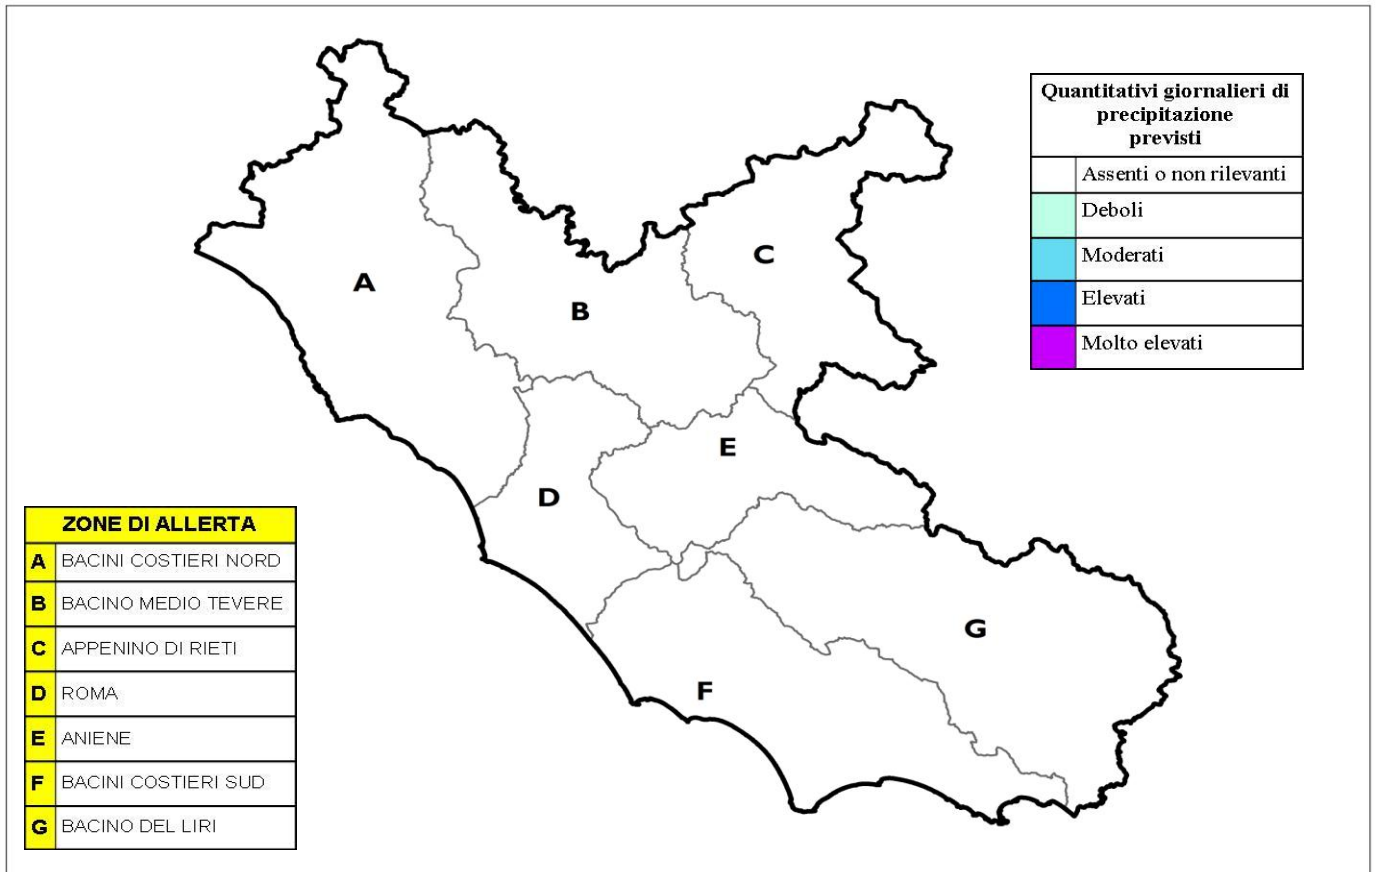 Quantitativi giornalieri di
precipitazione
previsti
Assenti o non rilevanti
Deboli
Moderati
Elevati
Molto elevati
A
B
C
D
E
F
G
ZONE DI ALLERTA
A BACINI COSTIERI NORD
B BACINO MEDIO TEVERE
C APPENINO DI RIETI
D ROMA
E ANIENE
F BACINI COSTIERI SUD
G BACINO DEL LIRI